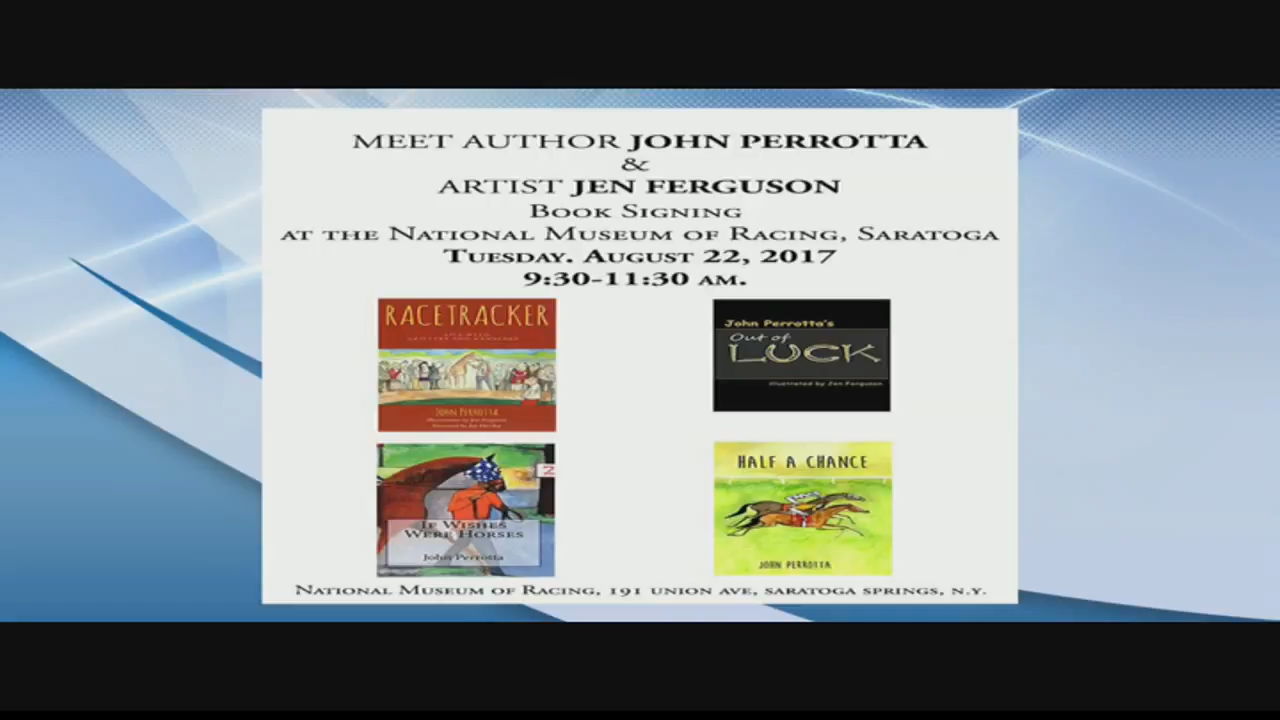 MEET AUTHOR JOHN PERROTTA
&
ARTIST JEN FERGUSON
BOOK SIGNING
AT THE NATIONAL MUSEUM OF RACING, SARATOGA
TUESDAY. AUGUST 22, 2017
9:30-11:30 AM.
RACETRACKER
JOHN PERROTTA
John Perrotta's
Out of
LUCK
Illustrated by Jen Ferguson
2
IF WISHES
WERE HORSES
John Perrotta
HALF A CHANCE
JOHN PERROTTA
NATIONAL MUSEUM OF RACING, 191 UNION AVE, SARATOGA SPRINGS, N.Y.